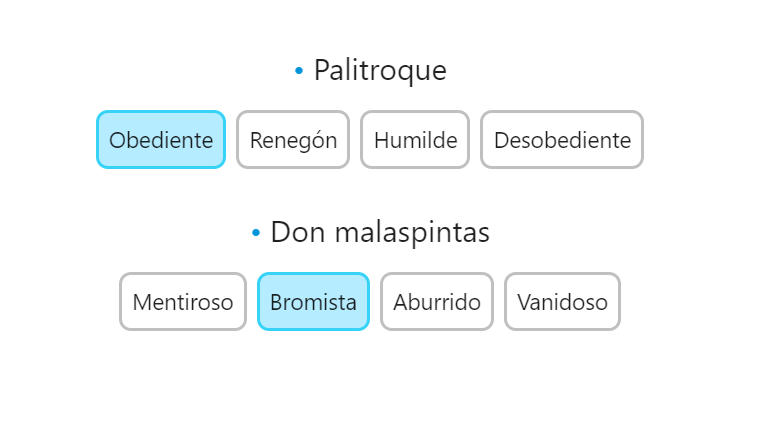 • Palitroque
Obediente Renegón Humilde Desobediente
• Don malaspintas
Mentiroso Bromista Aburrido Vanidoso